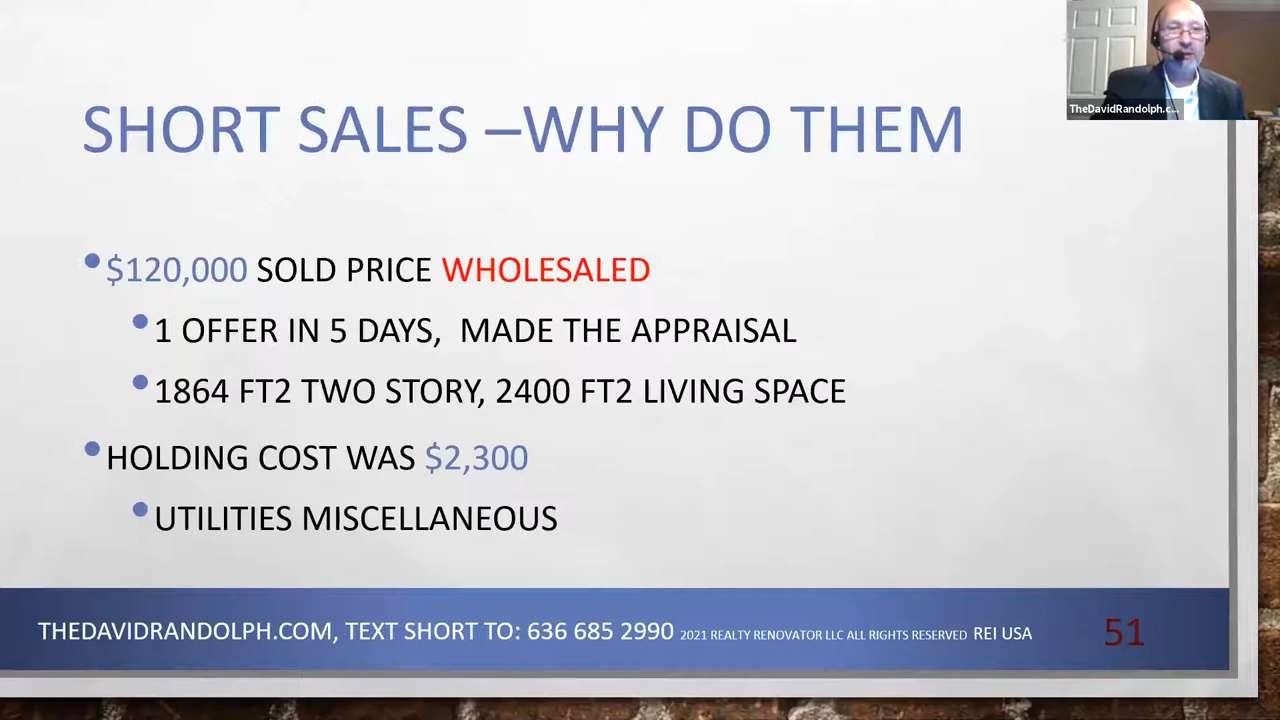 TheDavidRandolph.c...
SHORT SALES –WHY DO THEM
•$120,000 SOLD PRICE WHOLESALED
•1 OFFER IN 5 DAYS, MADE THE APPRAISAL
•1864 FT2 TWO STORY, 2400 FT2 LIVING SPACE
•HOLDING COST WAS $2,300
•UTILITIES MISCELLANEOUS
THEDAVIDRANDOLPH.COM, TEXT SHORT TO: 636 685 2990 2021 REALTY RENOVATOR LLC ALL RIGHTS RESERVED REI USA 51